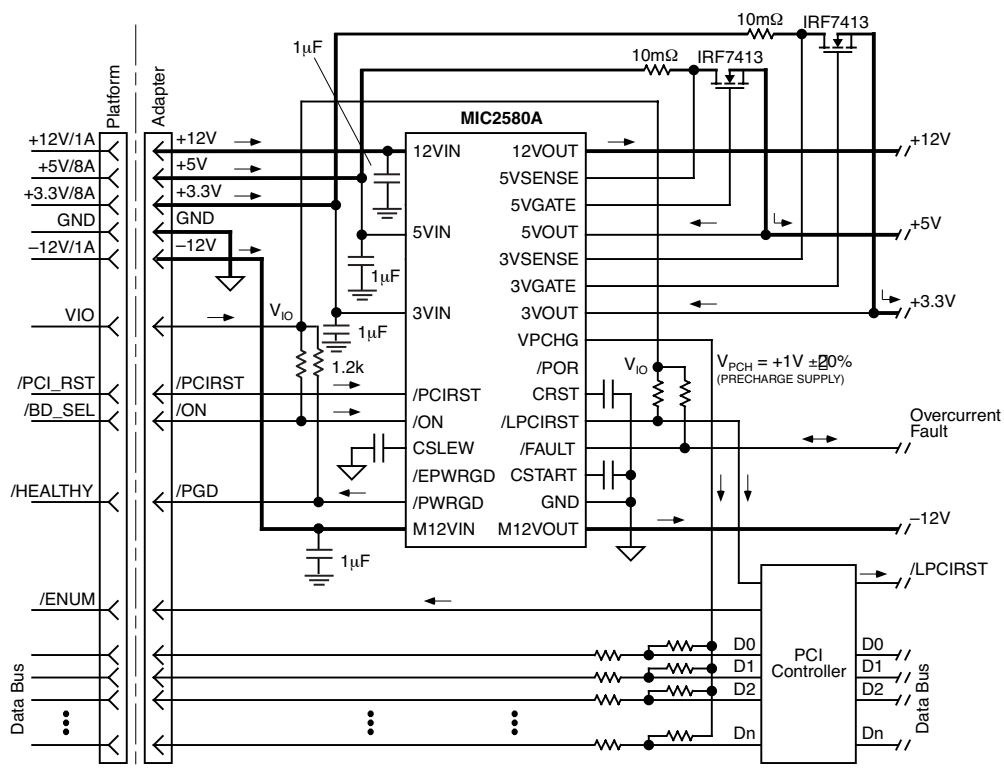 10mΩ
IRF7413
1µF
10mΩ
IRF7413
Platform
Adapter
MIC2580A
+12V/1A
+12V
12VIN
12VOUT
+12V
+5V/8A
+5V
5VSENSE
+3.3V/8A
+3.3V
5VGATE
GND
GND
5VIN
5VOUT
+5V
–12V/1A
–12V
3VSENSE
1µF
3VGATE
VIO
VIO
3VIN
3VOUT
+3.3V
1µF
VPCHG
1.2k
/POR
VIO
VPCH = +1V ±20%
(PRECHARGE SUPPLY)
/PCI_RST
/PCIRST
/PCIRST
CRST
/BD_SEL
/ON
/ON
/LPCIRST
Overcurrent
Fault
CSLEW
/FAULT
/EPWRGD
CSTART
/HEALTHY
/PGD
/PWRGD
GND
M12VIN
M12VOUT
–12V
1µF
/LPCIRST
/ENUM
PCI
Controller
Data Bus
D0
D0
D1
D1
D2
D2
Dn
Dn
Data Bus